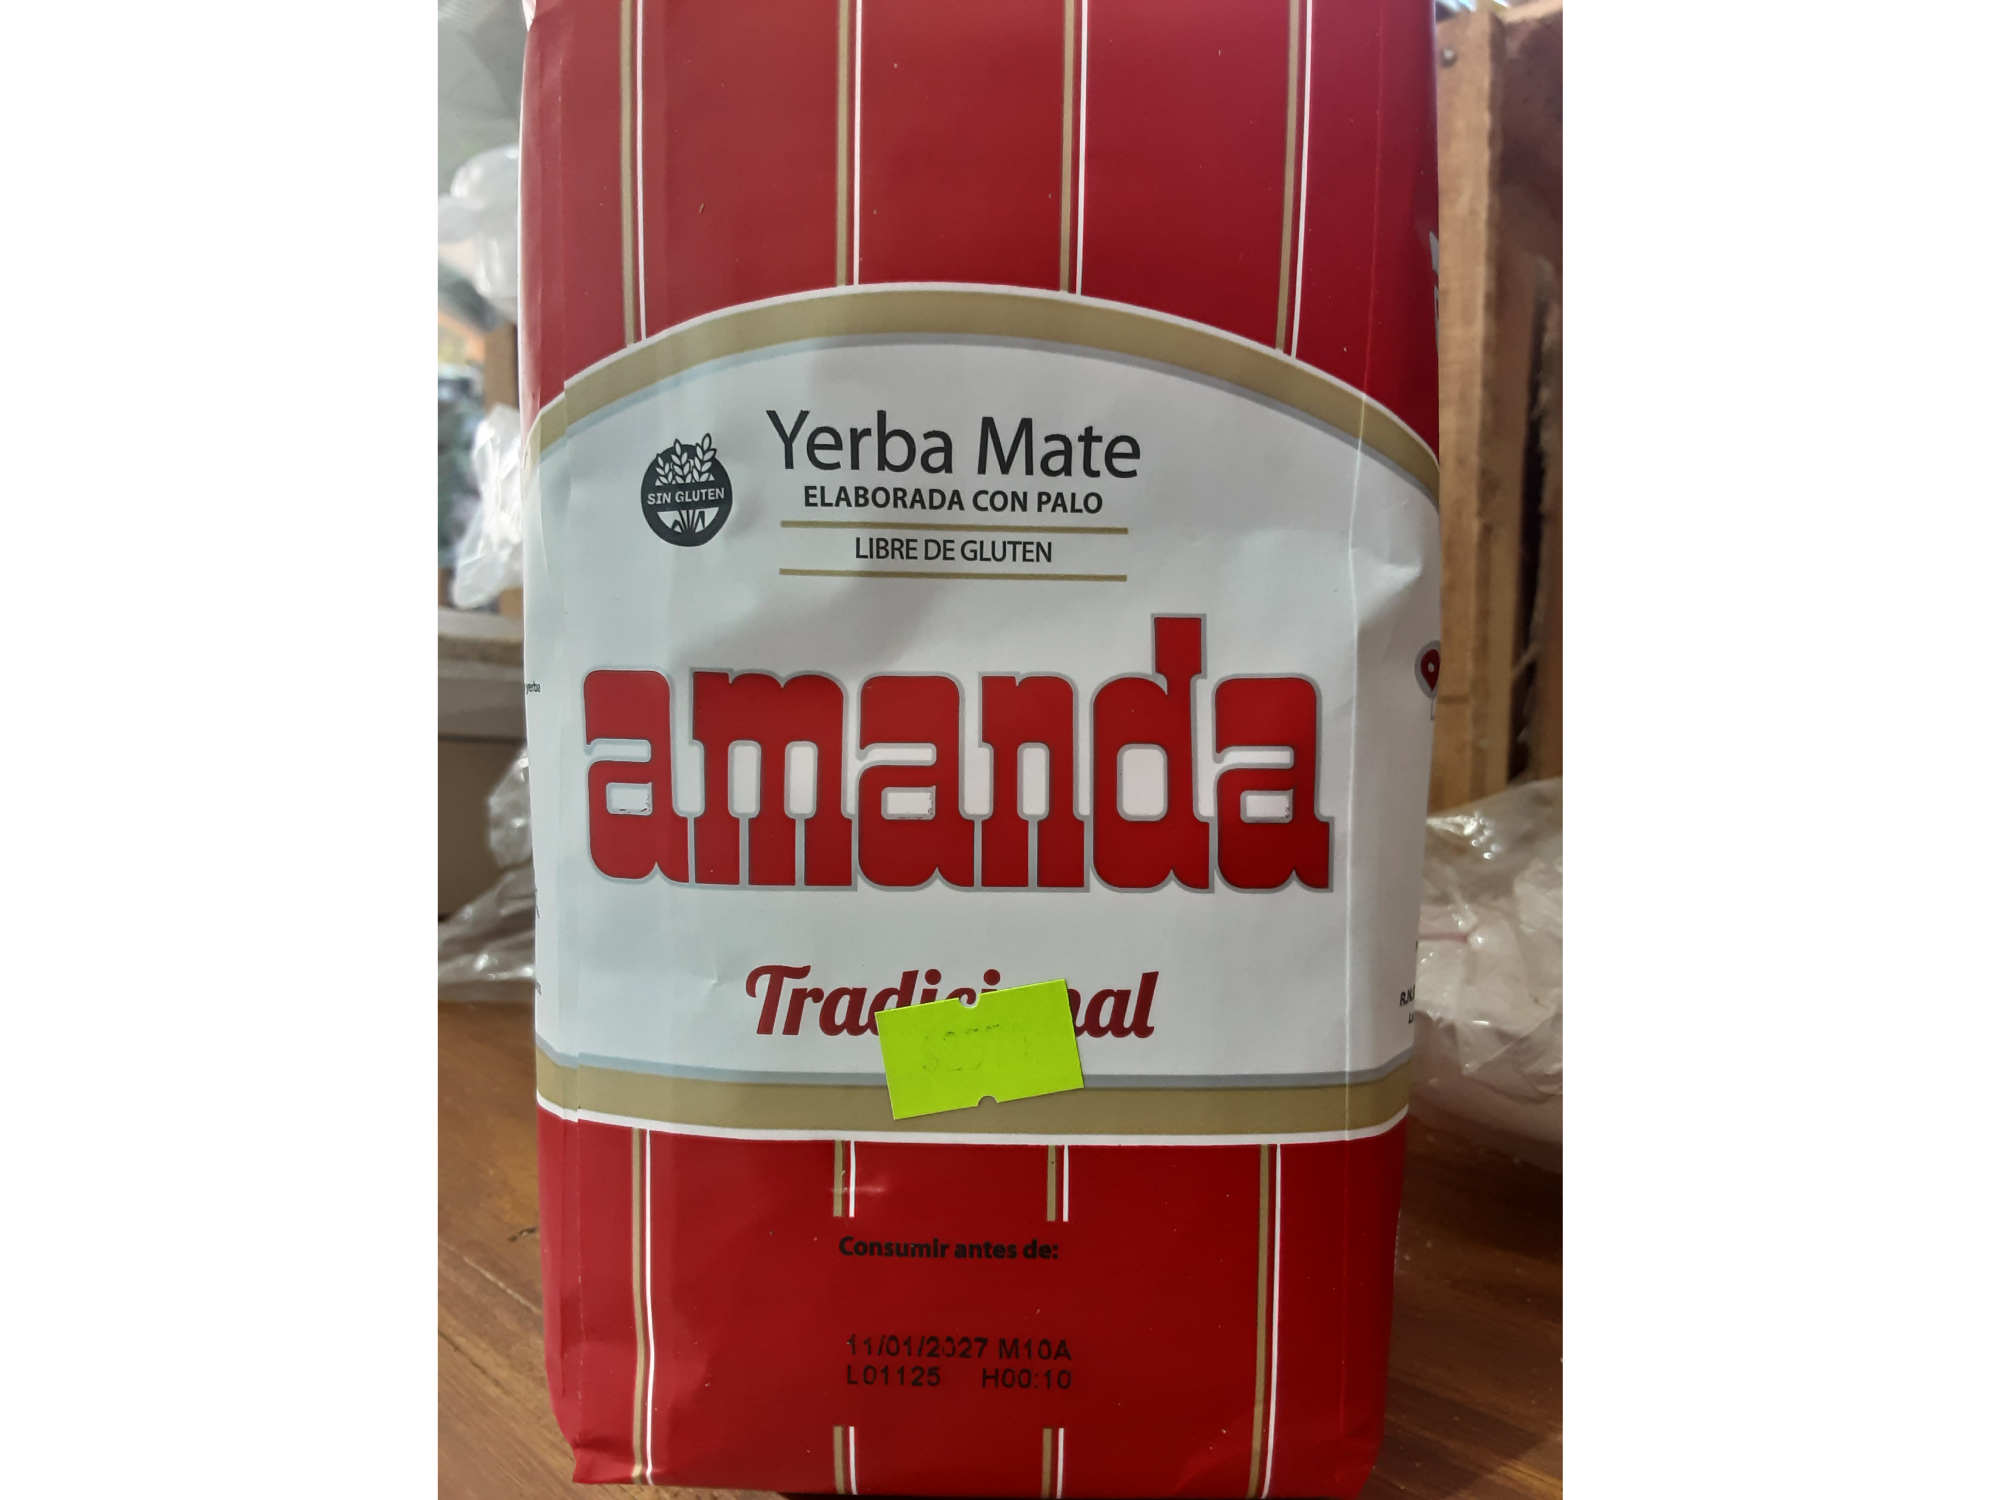 Yerba Mate
SIN GLUTEN
ELABORADA CON PALO
LIBRE DE GLUTEN
amanda
yerba
Consumir antes de:
11/01/2027 M10A
L01125 H00:10